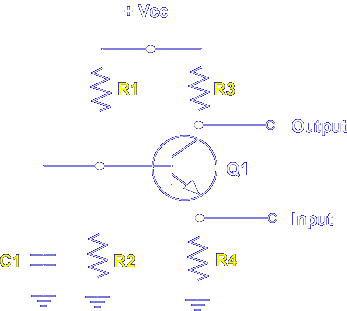 + Vcc
R1
R3
Output
Q1
Input
C1
R2
R4